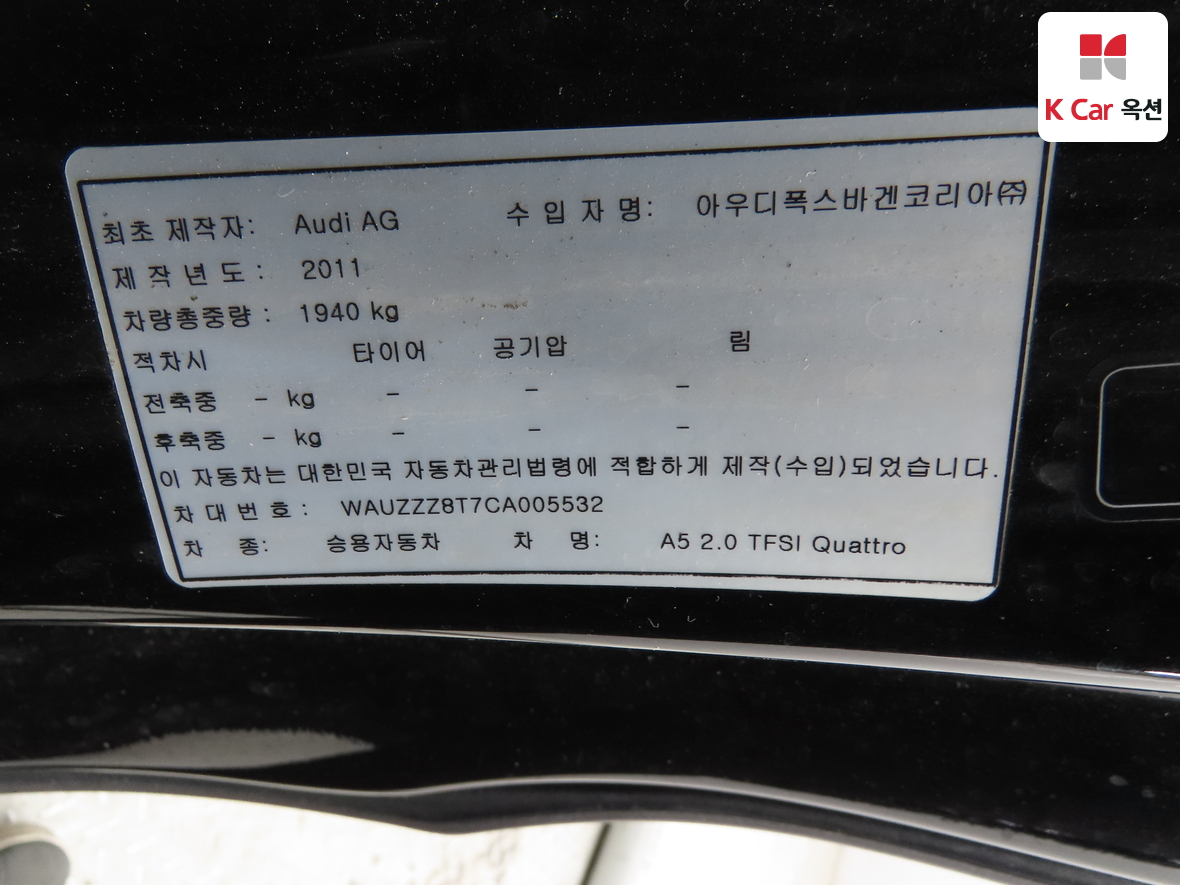 K Car 옥션
최초 제작자: Audi AG 수 입 자 명: 아우디폭스바겐코리아㈜
제 작 년 도 : 2011
차량총중량 : 1940 kg
적차시 타이어 공기압 림
전축중 - kg - - -
후축중 - kg - - -
이 자동차는 대한민국 자동차관리법령에 적합하게 제작(수입)되었습니다.
차 대 번 호 : WAUZZZ8T7CA005532
차 종: 승용자동차 차 명: A5 2.0 TFSI Quattro